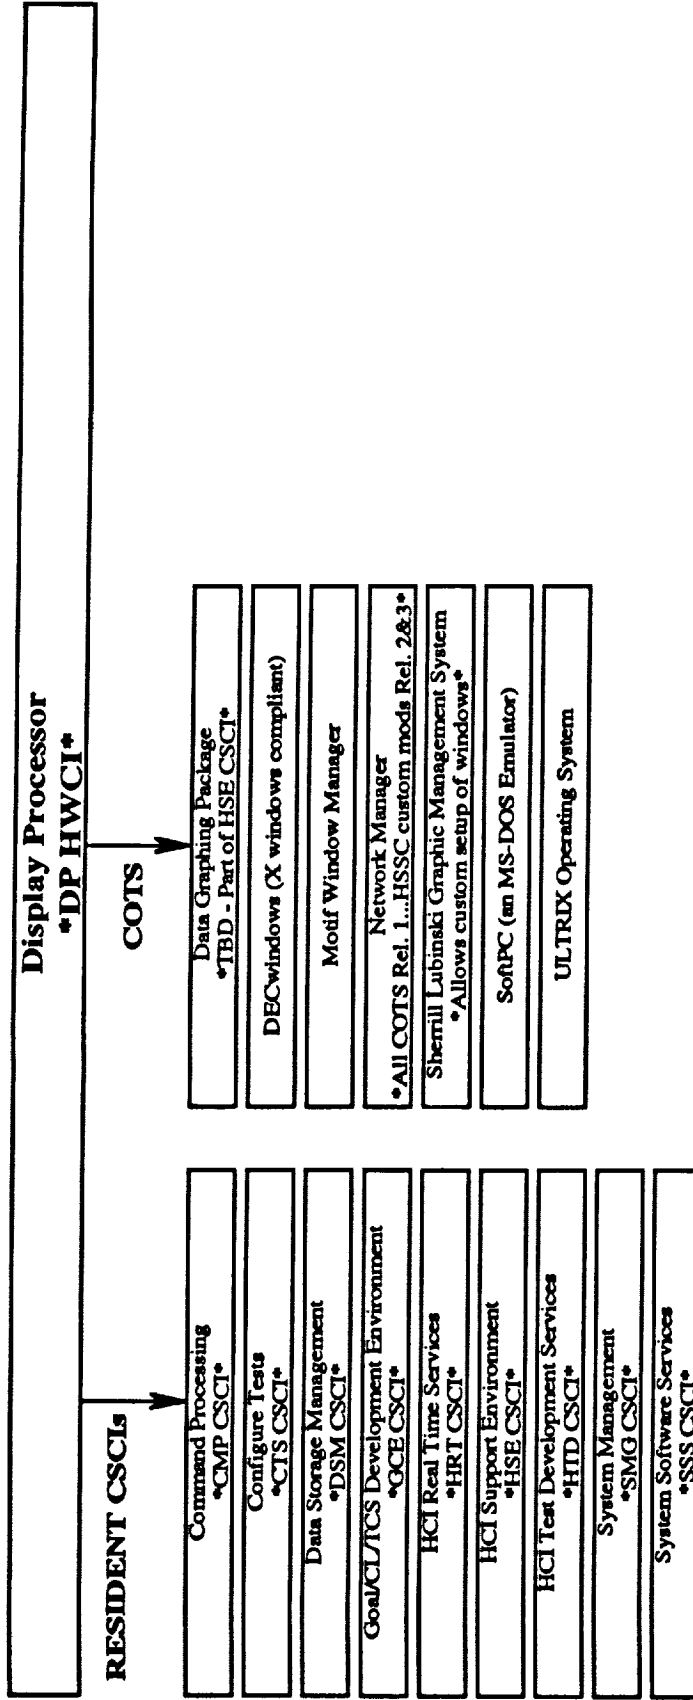 Display Processor
*DP HWCI*
RESIDENT CSCIs
Command Processing
*CMP CSCI*
Configure Tests
*CTS CSCI*
Data Storage Management
*DSM CSCI*
Goal/CL/TCS Development Environment
*GCE CSCI*
HCI Real Time Services
*HRT CSCI*
HCI Support Environment
*HSE CSCI*
HCI Test Development Services
*HTD CSCI*
System Management
*SMG CSCI*
System Software Services
*SSS CSCI*
COTS
Data Graphing Package
*TBD - Part of HSE CSCI*
DECwindows (X windows compliant)
Motif Window Manager
Network Manager
*All COTS Rel. 1...HSSC custom mods Rel. 2&3*
Sherrill Lubinski Graphic Management System
*Allows custom setup of windows*
SoftPC (an MS-DOS Emulator)
ULTRIX Operating System